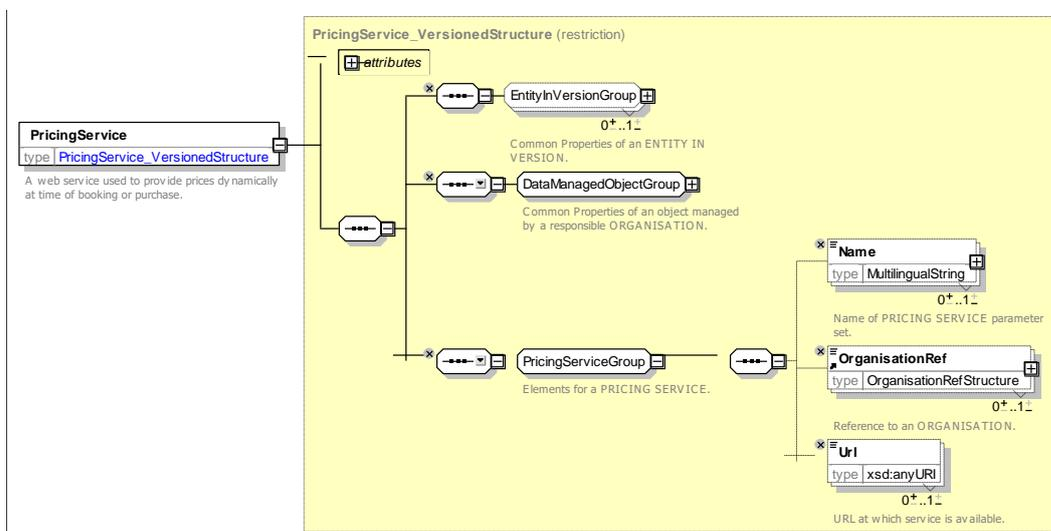 PricingService_VersionedStructure (restriction)
attributes
EntityInVersionGroup
0..1
Common Properties of an ENTITY IN
VERSION.
PricingService
type PricingService_VersionedStructure
A web service used to provide prices dynamically
at time of booking or purchase.
DataManagedObjectGroup
Common Properties of an object managed
by a responsible ORGANISATION.
Name
type MultilingualString
0..1
Name of PRICING SERVICE parameter
set.
PricingServiceGroup
Elements for a PRICING SERVICE.
OrganisationRef
type OrganisationRefStructure
0..1
Reference to an ORGANISATION.
Url
type xsd:anyURI
0..1
URL at which service is available.